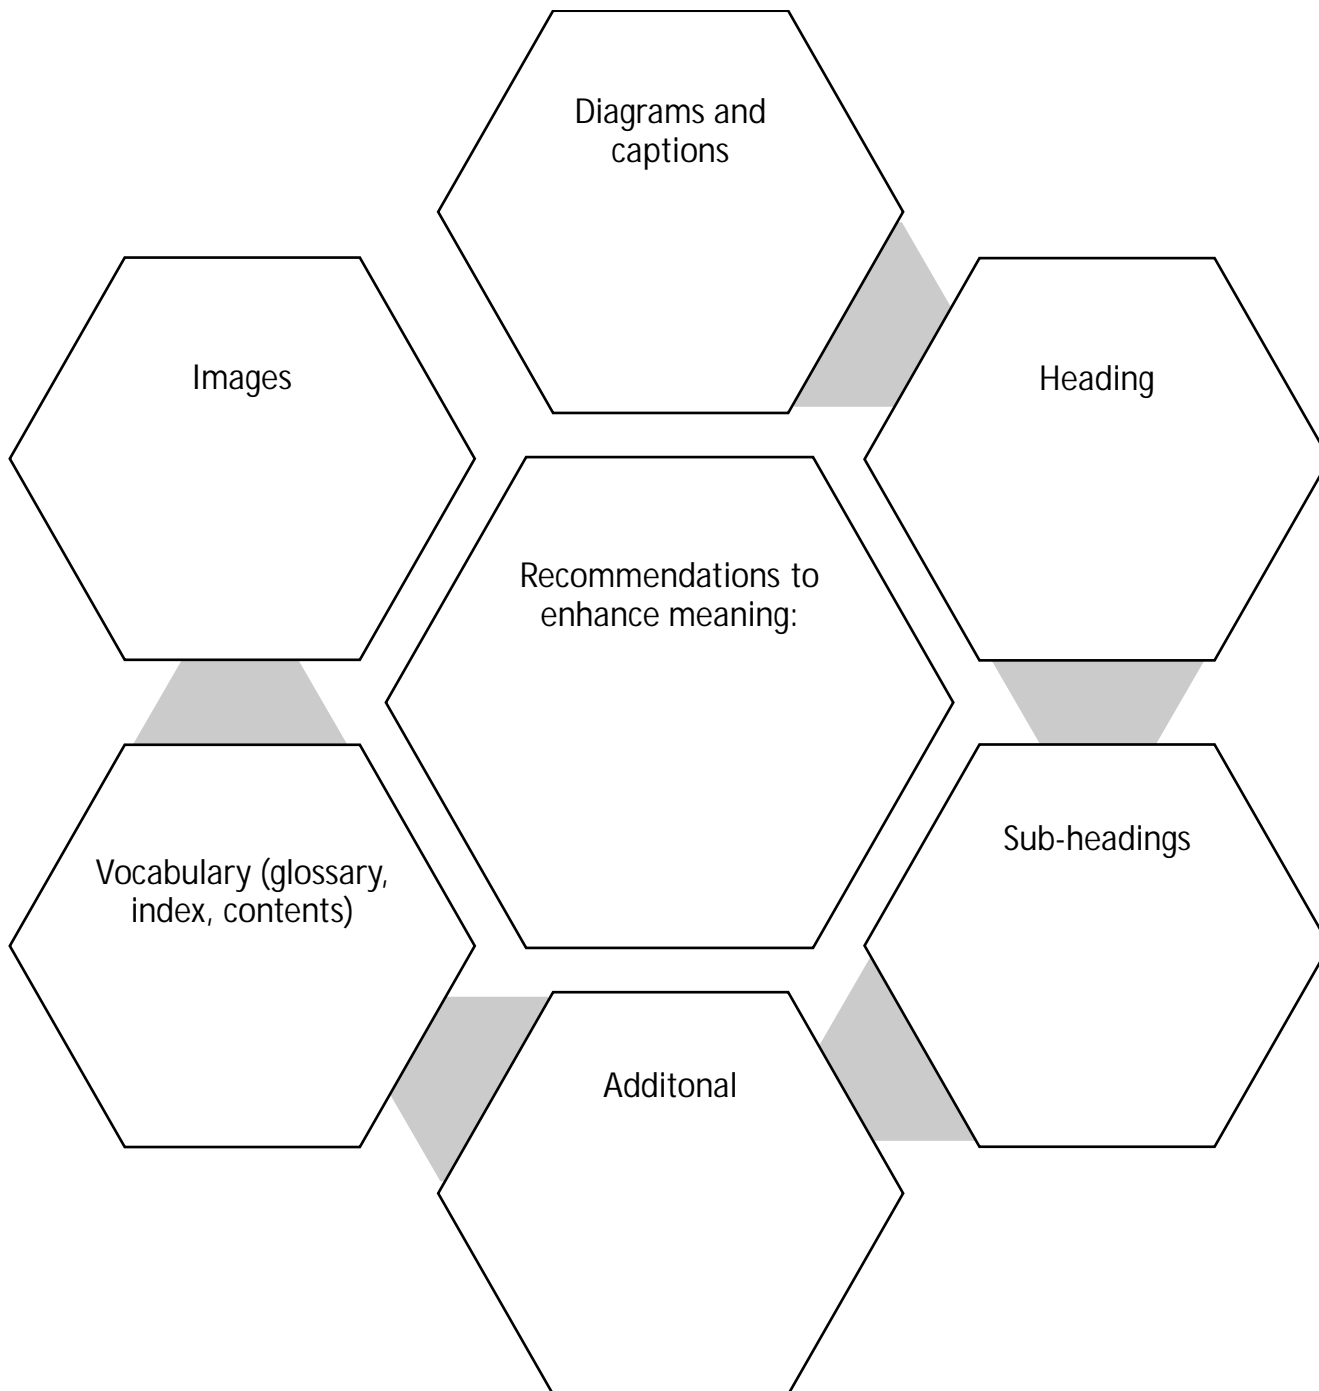 Diagrams and
captions
Images
Heading
Recommendations to
enhance meaning:
Sub-headings
Vocabulary (glossary,
index, contents)
Additonal